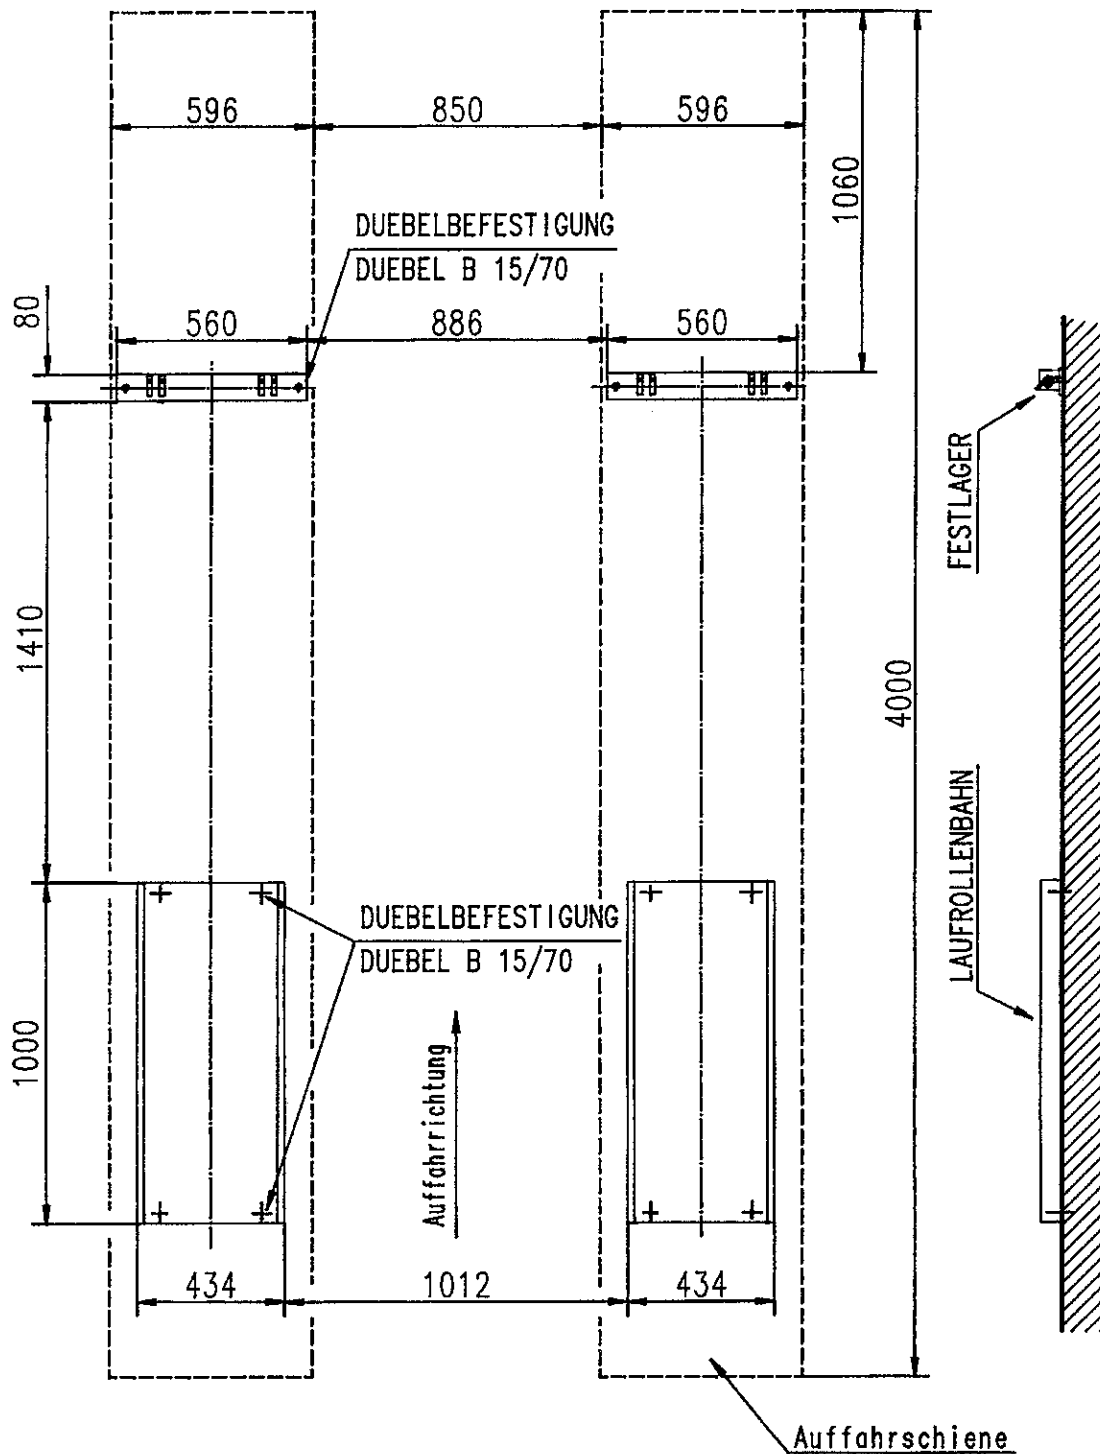 596
850
596
1060
DUEBELBEFESTIGUNG
DUEBEL B 15/70
80
560
886
560
FESTLAGER
1410
4000
LAUFROLLENBAHN
DUEBELBEFESTIGUNG
DUEBEL B 15/70
1000
Auffahrrichtung
434
1012
434
Auffahrschiene